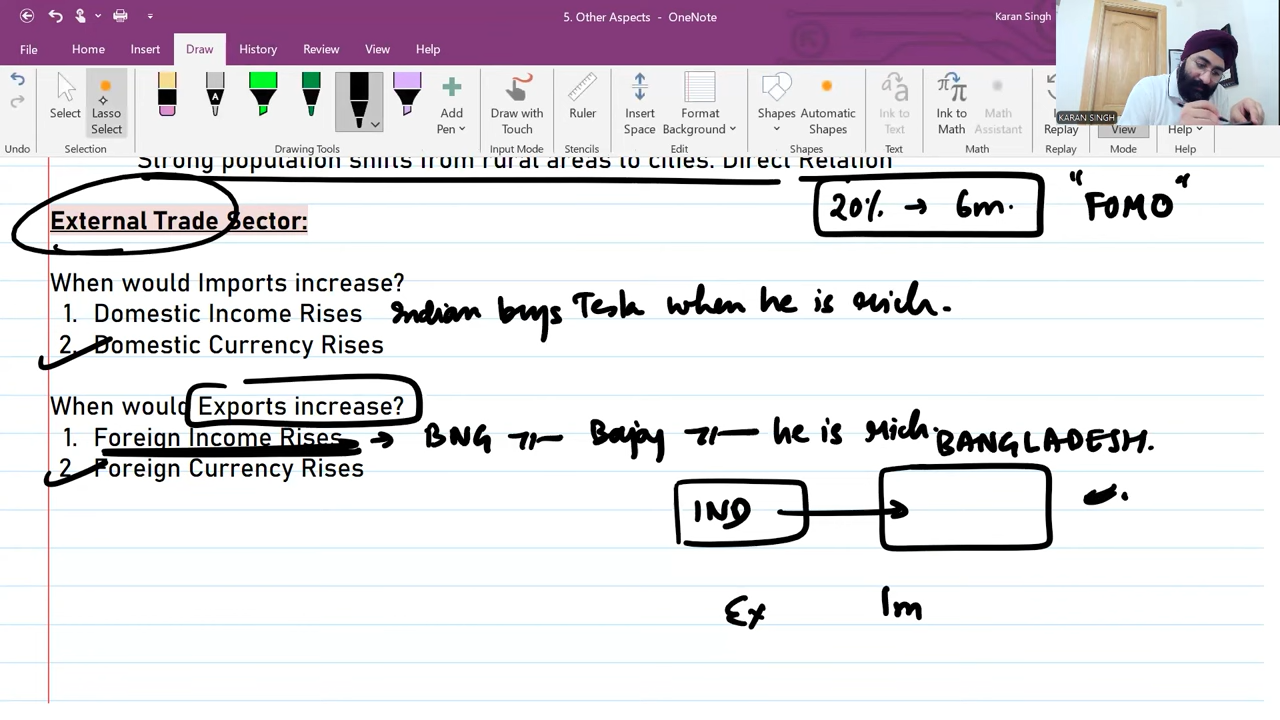 5. Other Aspects - OneNote
Karan Singh
File Home Insert Draw History Review View Help
Select
Lasso Select
Add Pen
Draw with Touch
Ruler
Insert Space
Format Background
Shapes
Automatic Shapes
Ink to Text
Ink to Math
Math Assistant
Replay
View
Help
KARAN SINGH
Undo Selection Drawing Tools Input Mode Stencils Edit Shapes Text Math Replay Mode Help
Strong population shifts from rural areas to cities. Direct Relation
20% → 6m. "FOMO"
External Trade Sector:
When would Imports increase?
1. Domestic Income Rises Indian buys Tesla when he is rich.
2. Domestic Currency Rises
When would Exports increase?
1. Foreign Income Rises → BNG Bajaj he is rich.
BANGLADESH.
2. Foreign Currency Rises
IND
Ex Im